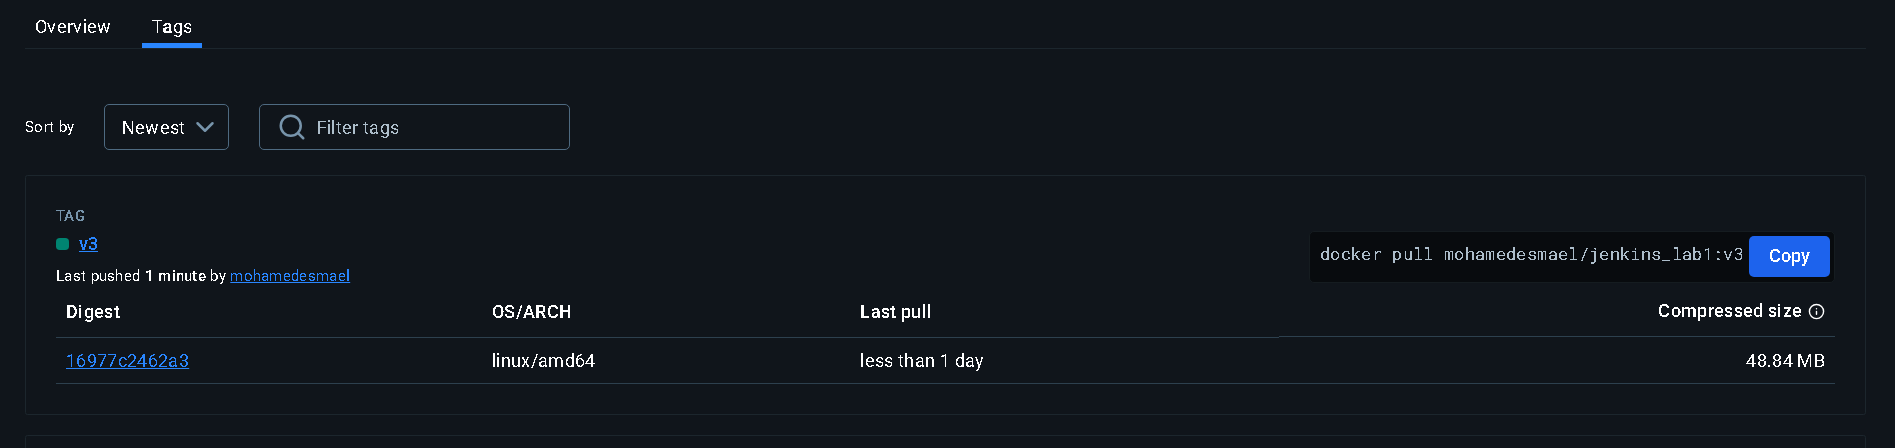 Overview Tags
Sort by Newest Filter tags
TAG
v3
docker pull mohamedesmael/jenkins_lab1:v3 Copy
Last pushed 1 minute by mohamedesmael
Digest OS/ARCH Last pull Compressed size
16977c2462a3 linux/amd64 less than 1 day 48.84 MB